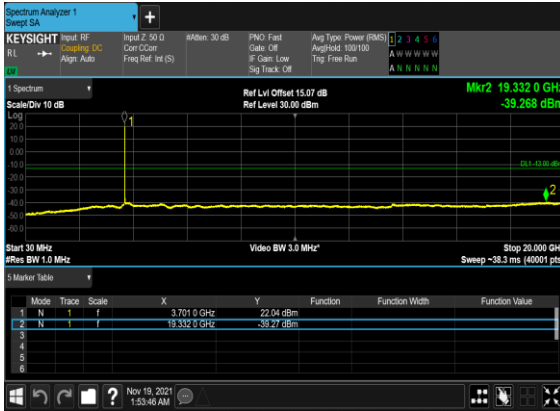 Spectrum Analyzer 1
Swept SA
+
KEYSIGHT
RL
Input: RF
Coupling: DC
Align: Auto
Input Z: 50 Ω
Corr CCorr
Freq Ref: Int (S)
#Atten: 30 dB
PNO: Fast
Gate: Off
IF Gain: Low
Sig Track: Off
Avg Type: Power (RMS)
Avg|Hold: 100/100
Trig: Free Run
1 2 3 4 5 6
A W W W W W
A N N N N N
1 Spectrum
Scale/Div 10 dB
Ref Lvl Offset 15.07 dB
Ref Level 30.00 dBm
Mkr2 19.332 0 GHz
-39.268 dBm
Log
20.0
10.0
0.00
-10.0
-20.0
-30.0
-40.0
-50.0
-60.0
1
DL1 -13.00 dBm
2
Start 30 MHz
#Res BW 1.0 MHz
Video BW 3.0 MHz*
Stop 20.000 GHz
Sweep ~38.3 ms (40001 pts)
5 Marker Table
Mode Trace Scale X Y Function Function Width Function Value
1 N 1 f 3.701 0 GHz 22.04 dBm
2 N 1 f 19.332 0 GHz -39.27 dBm
3
4
5
6
?
Nov 19, 2021
1:53:46 AM